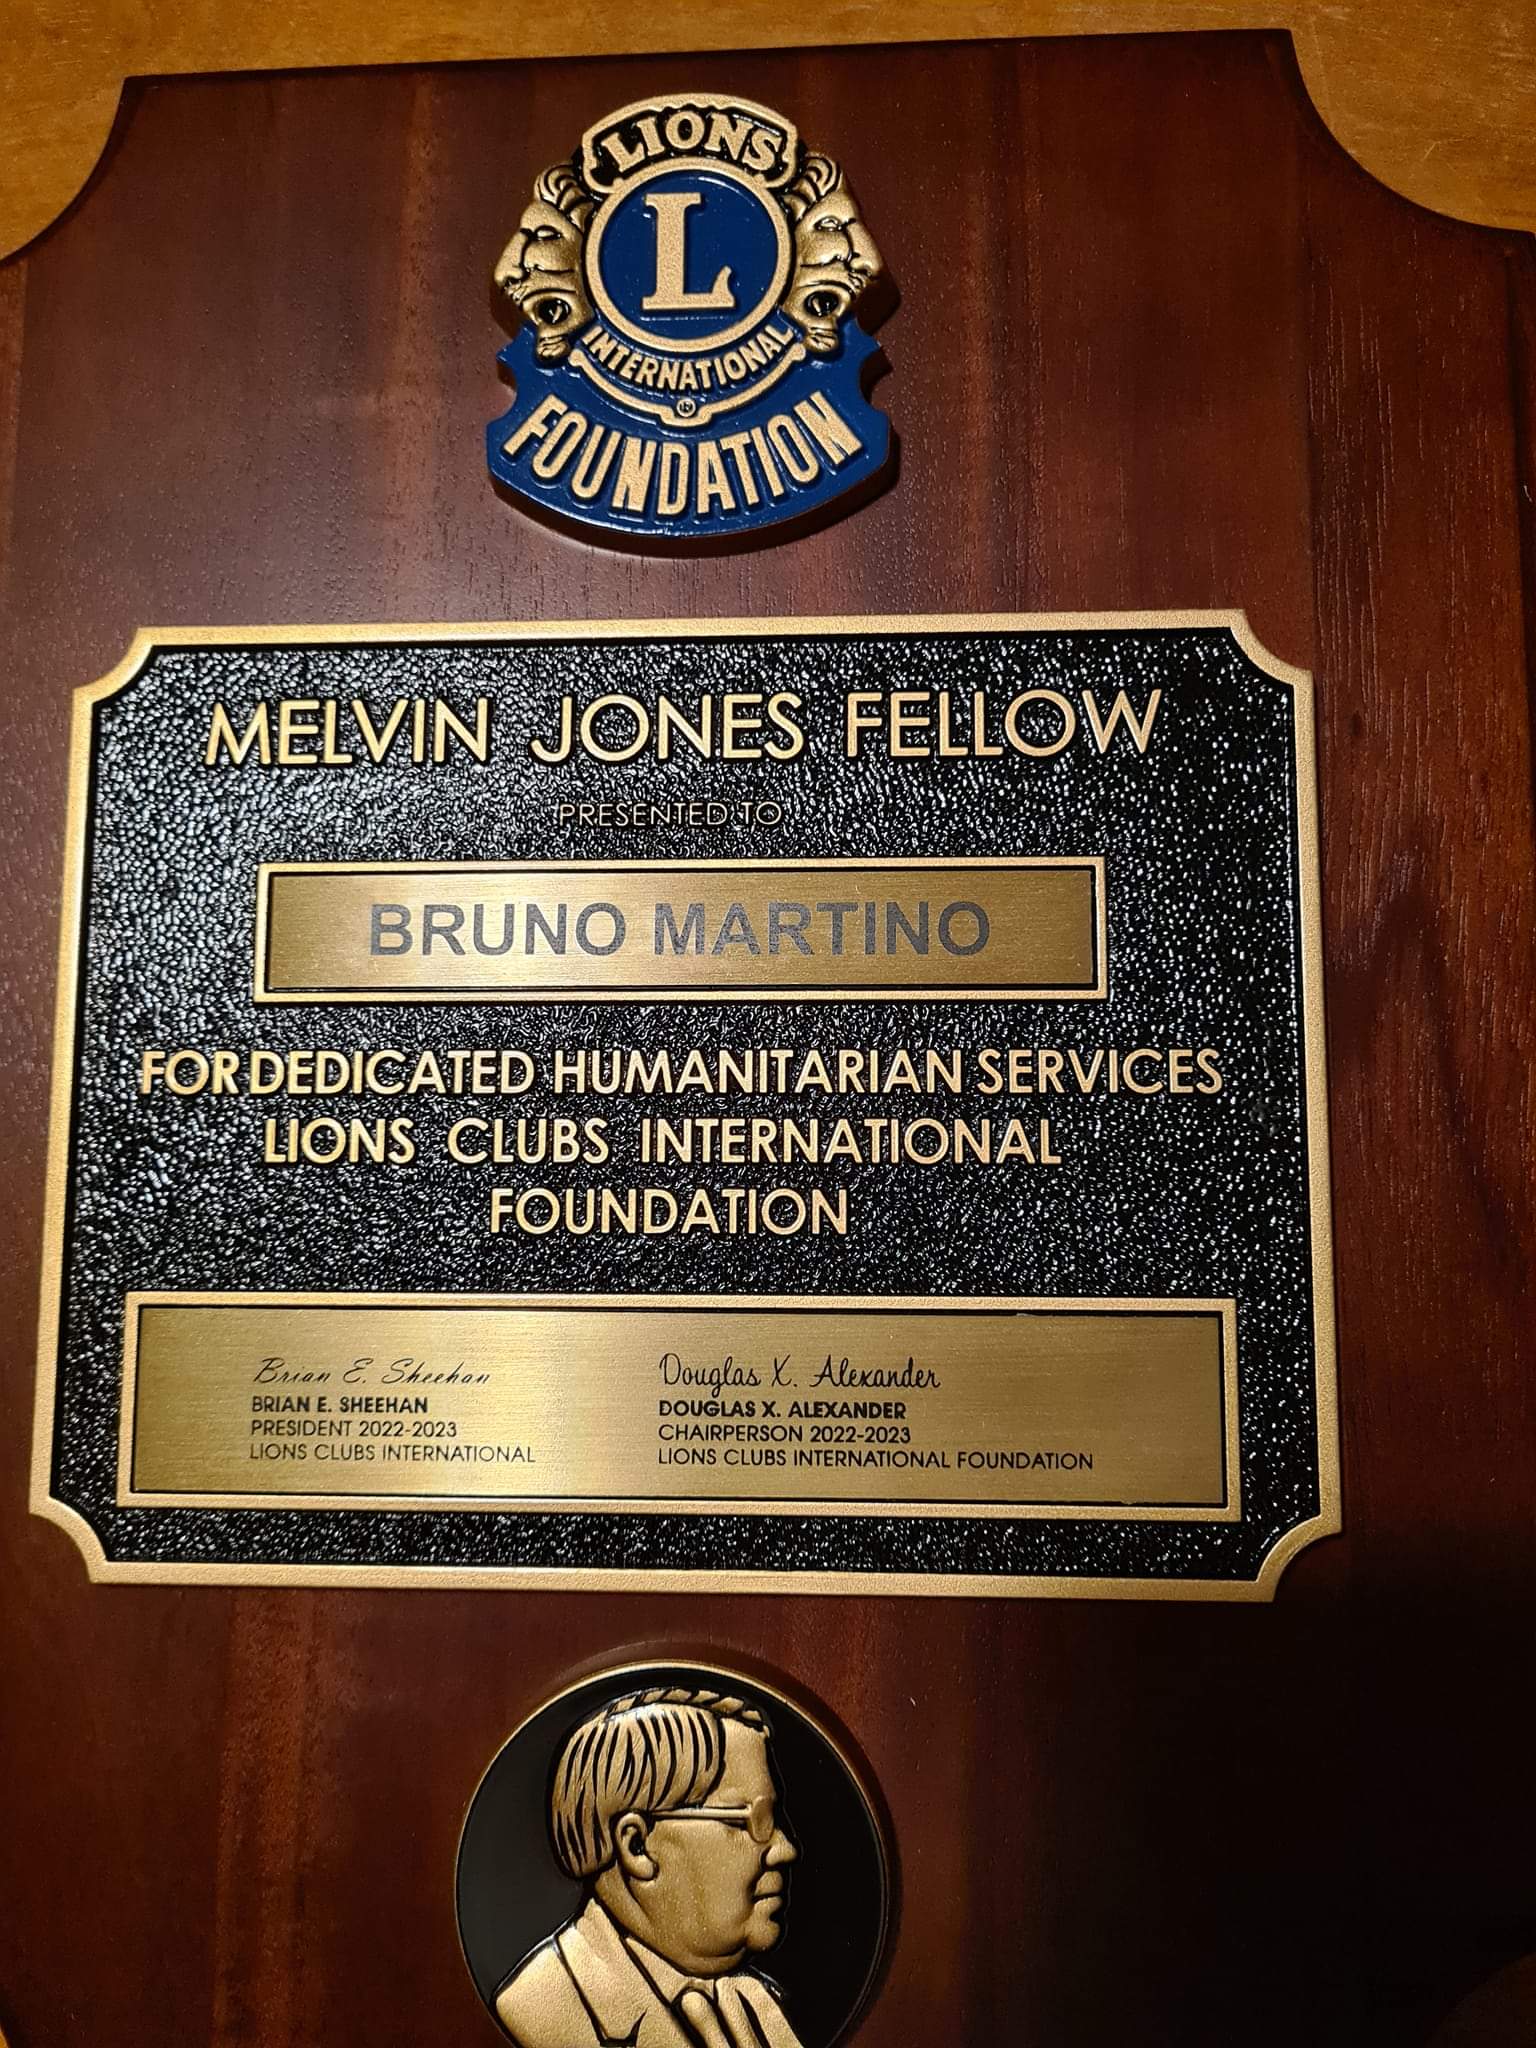 LIONS
L
INTERNATIONAL
®
FOUNDATION
MELVIN JONES FELLOW
PRESENTED TO
BRUNO MARTINO
FOR DEDICATED HUMANITARIAN SERVICES
LIONS CLUBS INTERNATIONAL
FOUNDATION
Brian E. Sheehan
BRIAN E. SHEEHAN
PRESIDENT 2022-2023
LIONS CLUBS INTERNATIONAL
Douglas X. Alexander
DOUGLAS X. ALEXANDER
CHAIRPERSON 2022-2023
LIONS CLUBS INTERNATIONAL FOUNDATION